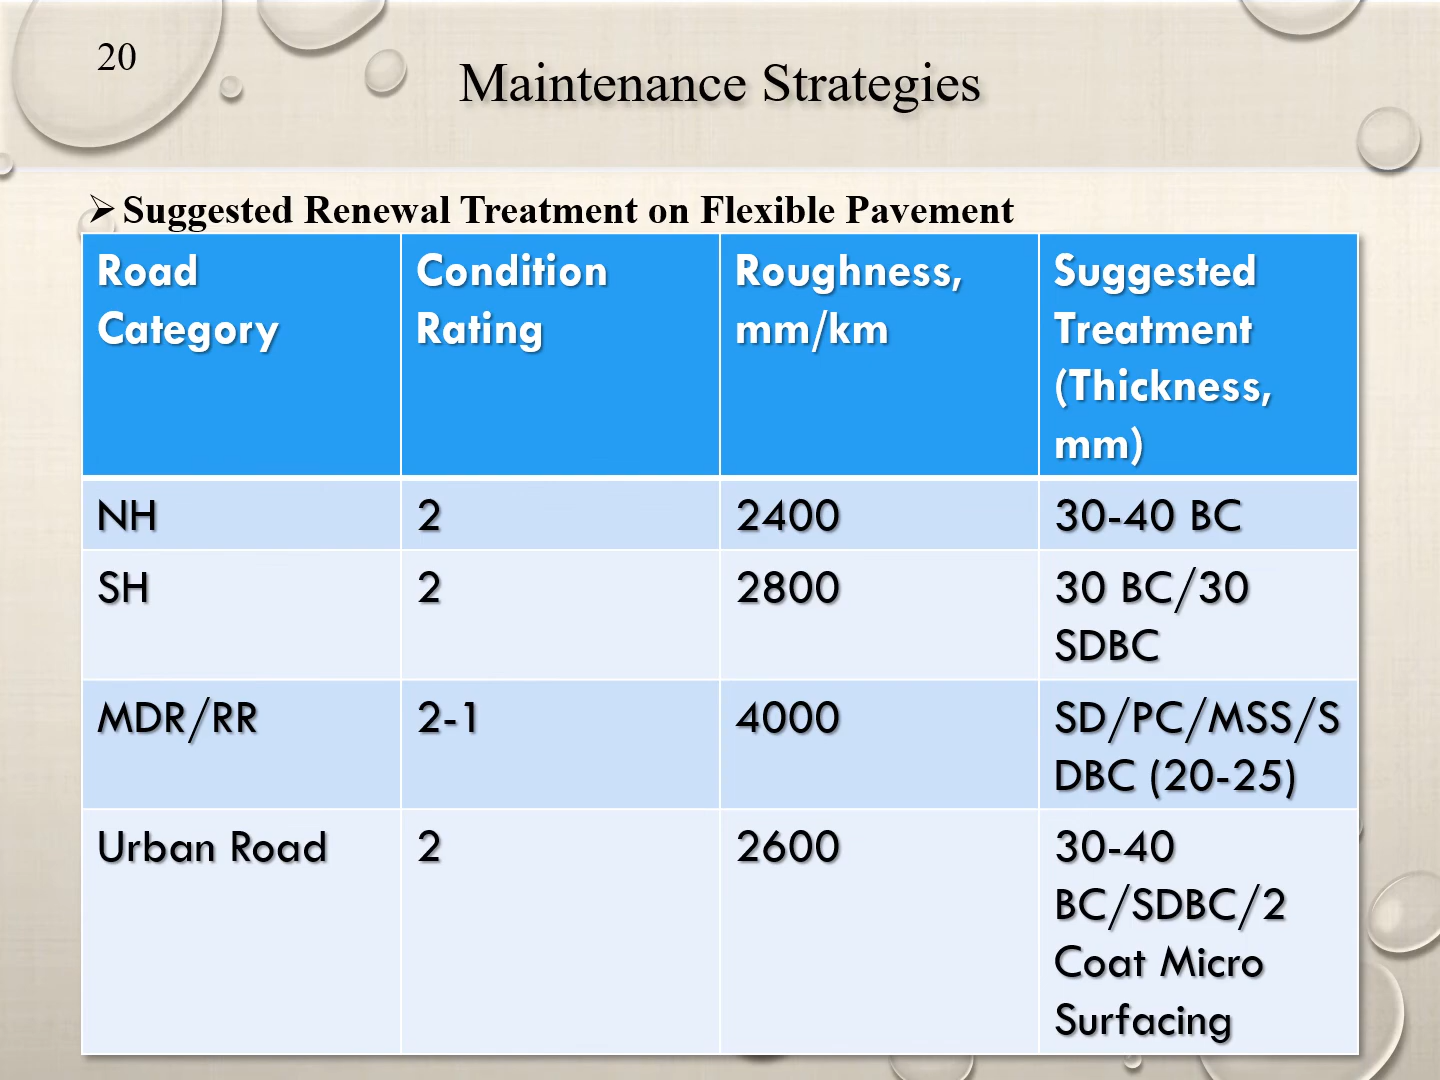 20
Maintenance Strategies
➢ Suggested Renewal Treatment on Flexible Pavement
Road
Category
Condition
Rating
Roughness,
mm/km
Suggested
Treatment
(Thickness,
mm)
NH
2
2400
30-40 BC
SH
2
2800
30 BC/30
SDBC
MDR/RR
2-1
4000
SD/PC/MSS/S
DBC (20-25)
Urban Road
2
2600
30-40
BC/SDBC/2
Coat Micro
Surfacing